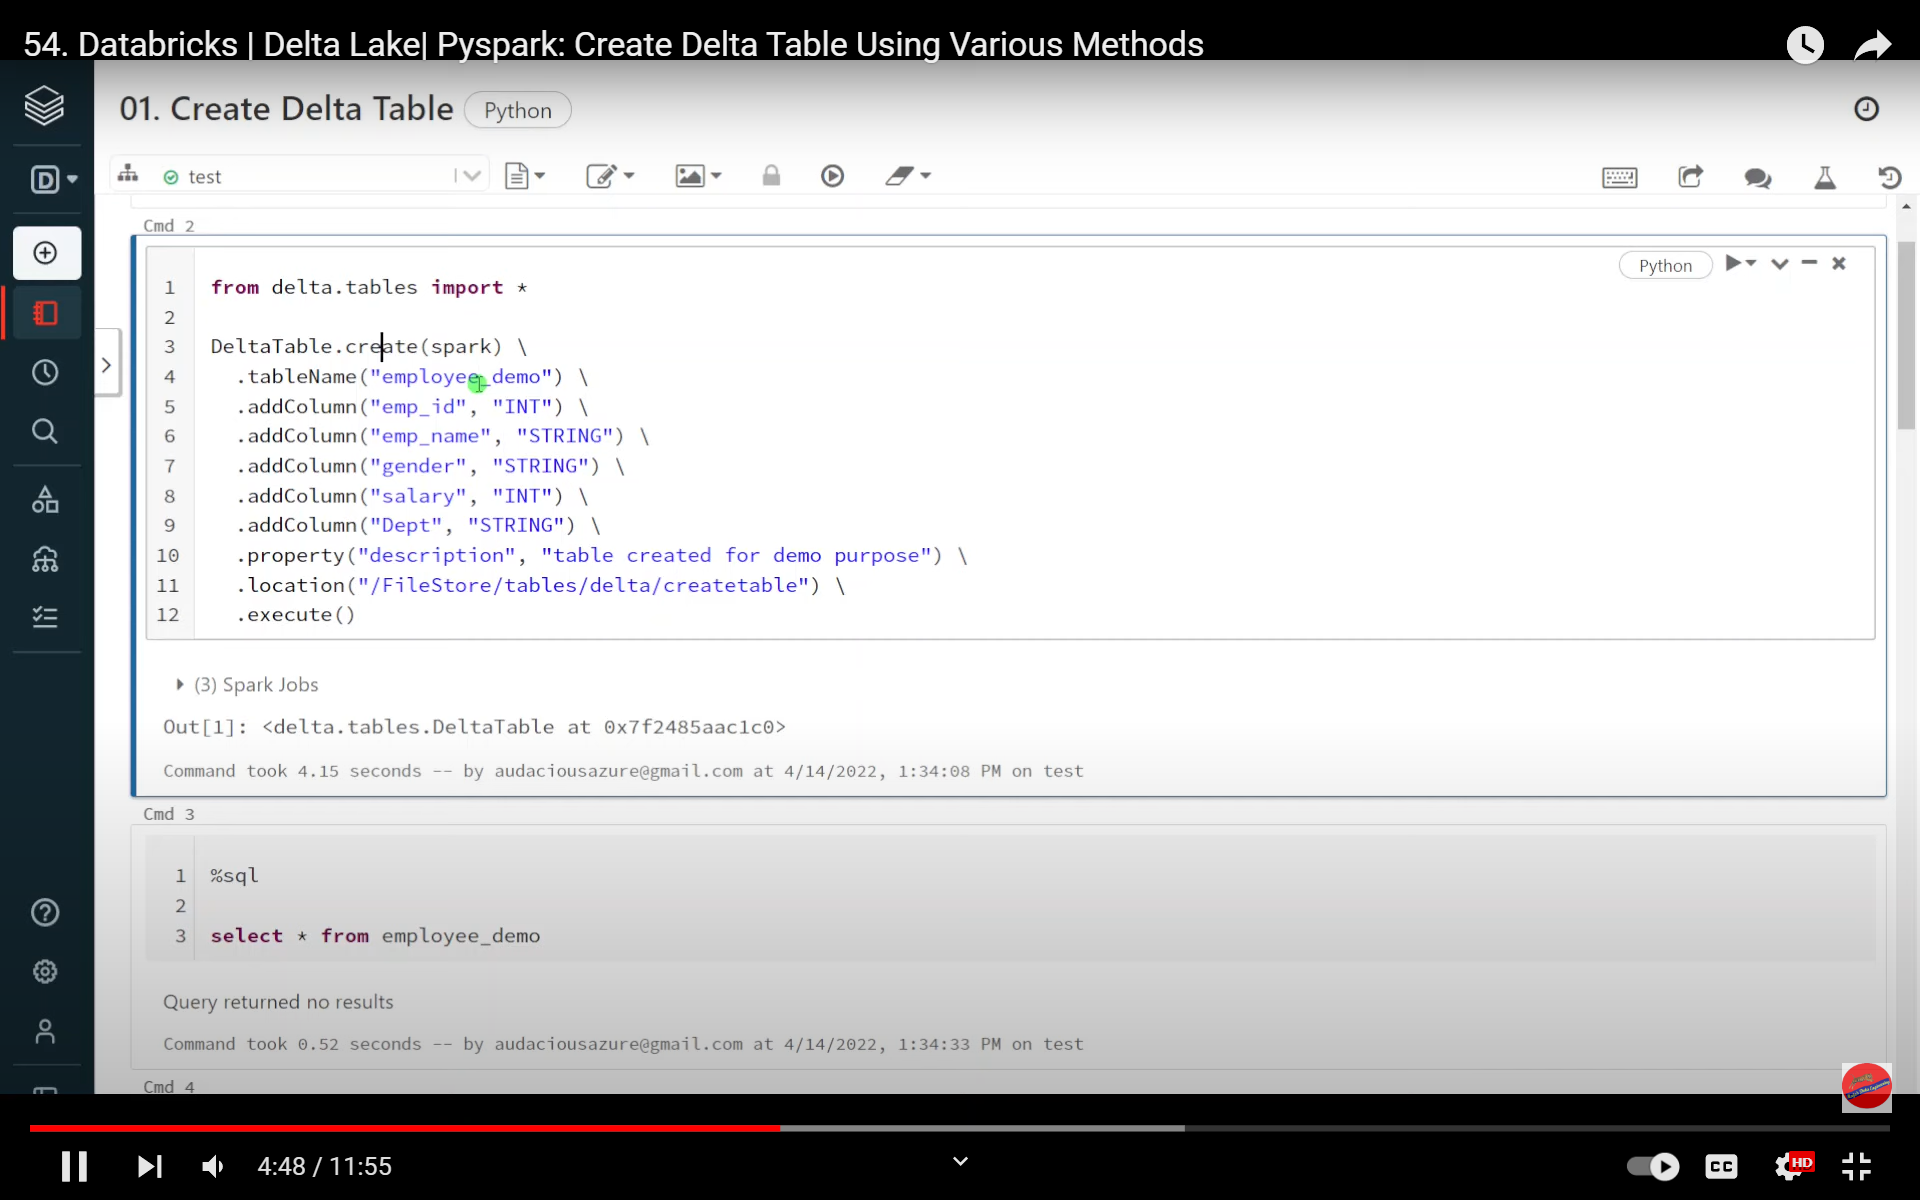 54. Databricks | Delta Lake| Pyspark: Create Delta Table Using Various Methods
01. Create Delta Table Python
D
test
Cmd 2
Python
1 from delta.tables import *
2
3 DeltaTable.create(spark) \
4 .tableName("employee_demo") \
5 .addColumn("emp_id", "INT") \
6 .addColumn("emp_name", "STRING") \
7 .addColumn("gender", "STRING") \
8 .addColumn("salary", "INT") \
9 .addColumn("Dept", "STRING") \
10 .property("description", "table created for demo purpose") \
11 .location("/FileStore/tables/delta/createtable") \
12 .execute()
(3) Spark Jobs
Out[1]: <delta.tables.DeltaTable at 0x7f2485aac1c0>
Command took 4.15 seconds -- by audaciousazure@gmail.com at 4/14/2022, 1:34:08 PM on test
Cmd 3
1 %sql
2
3 select * from employee_demo
Query returned no results
Command took 0.52 seconds -- by audaciousazure@gmail.com at 4/14/2022, 1:34:33 PM on test
Cmd 4
4:48 / 11:55
CC
HD